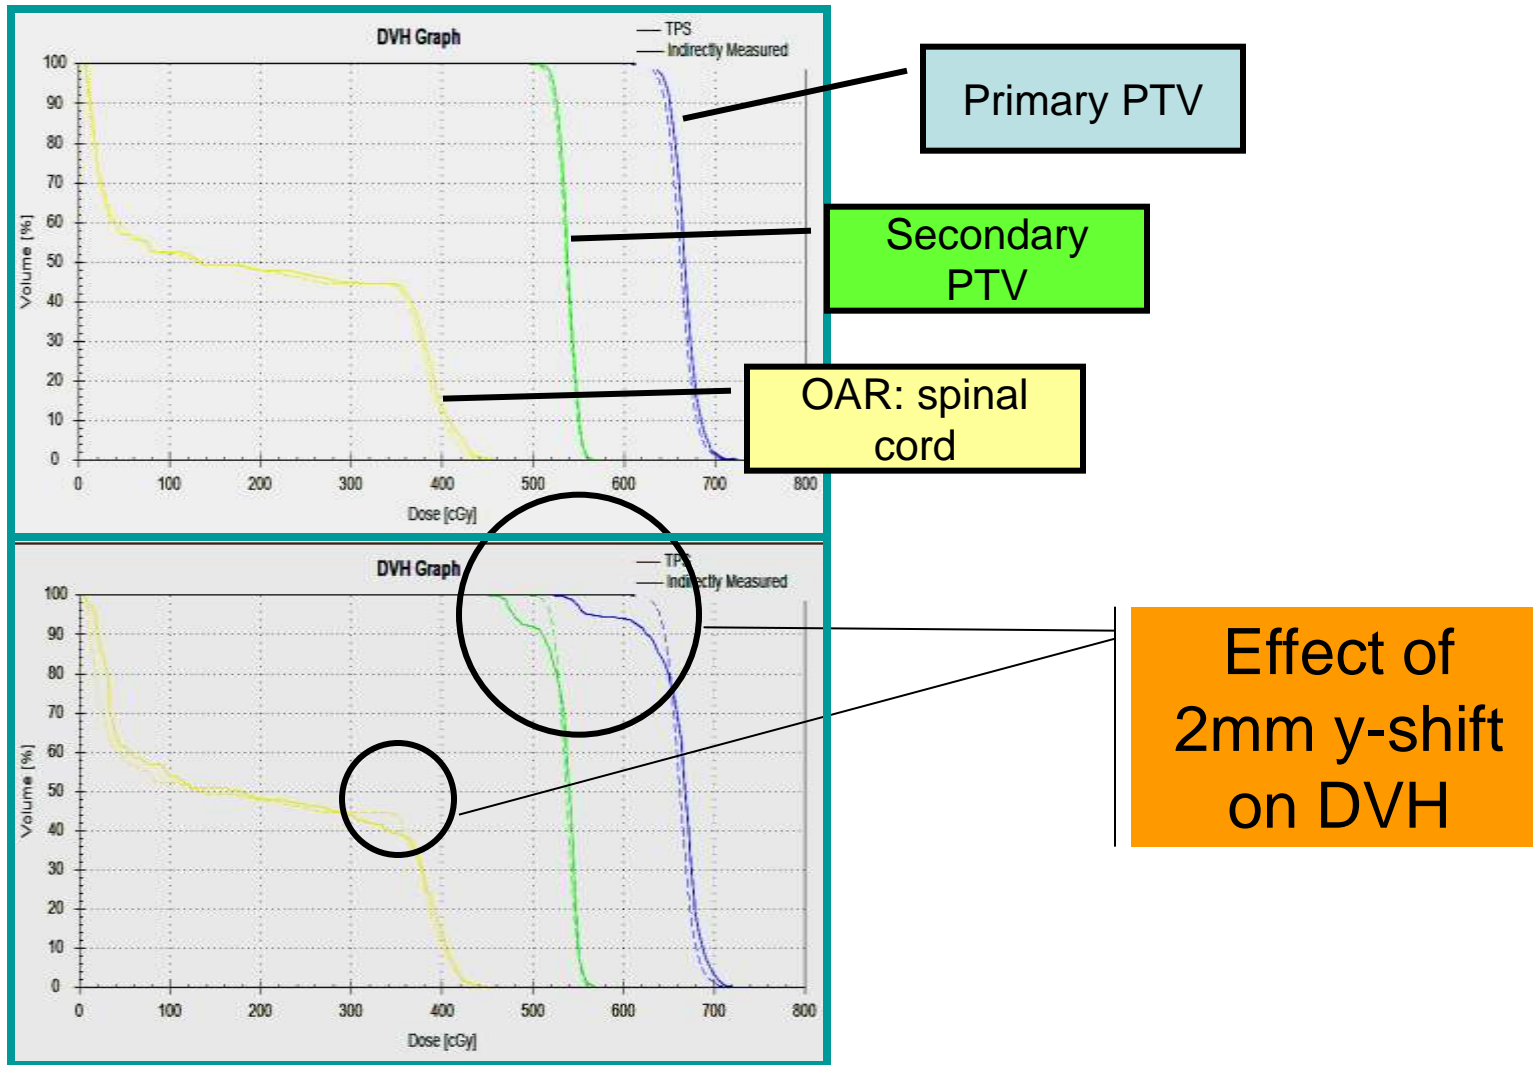 DVH Graph
TPS
Indirectly Measured
100
90
80
70
60
50
40
30
20
10
0
Volume [%]
0 100 200 300 400 500 600 700 800
Dose [cGy]
Primary PTV
Secondary
PTV
OAR: spinal
cord
DVH Graph
TPS
Indirectly Measured
100
90
80
70
60
50
40
30
20
10
0
Volume [%]
0 100 200 300 400 500 600 700 800
Dose [cGy]
Effect of
2mm y-shift
on DVH